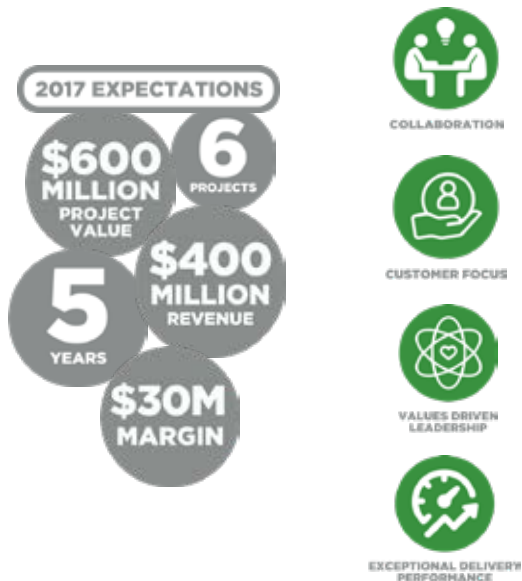 2017 EXPECTATIONS
$600
MILLION
PROJECT
VALUE
6
PROJECTS
$400
MILLION
REVENUE
5
YEARS
$30M
MARGIN
COLLABORATION
CUSTOMER FOCUS
VALUES DRIVEN
LEADERSHIP
EXCEPTIONAL DELIVERY
PERFORMANCE